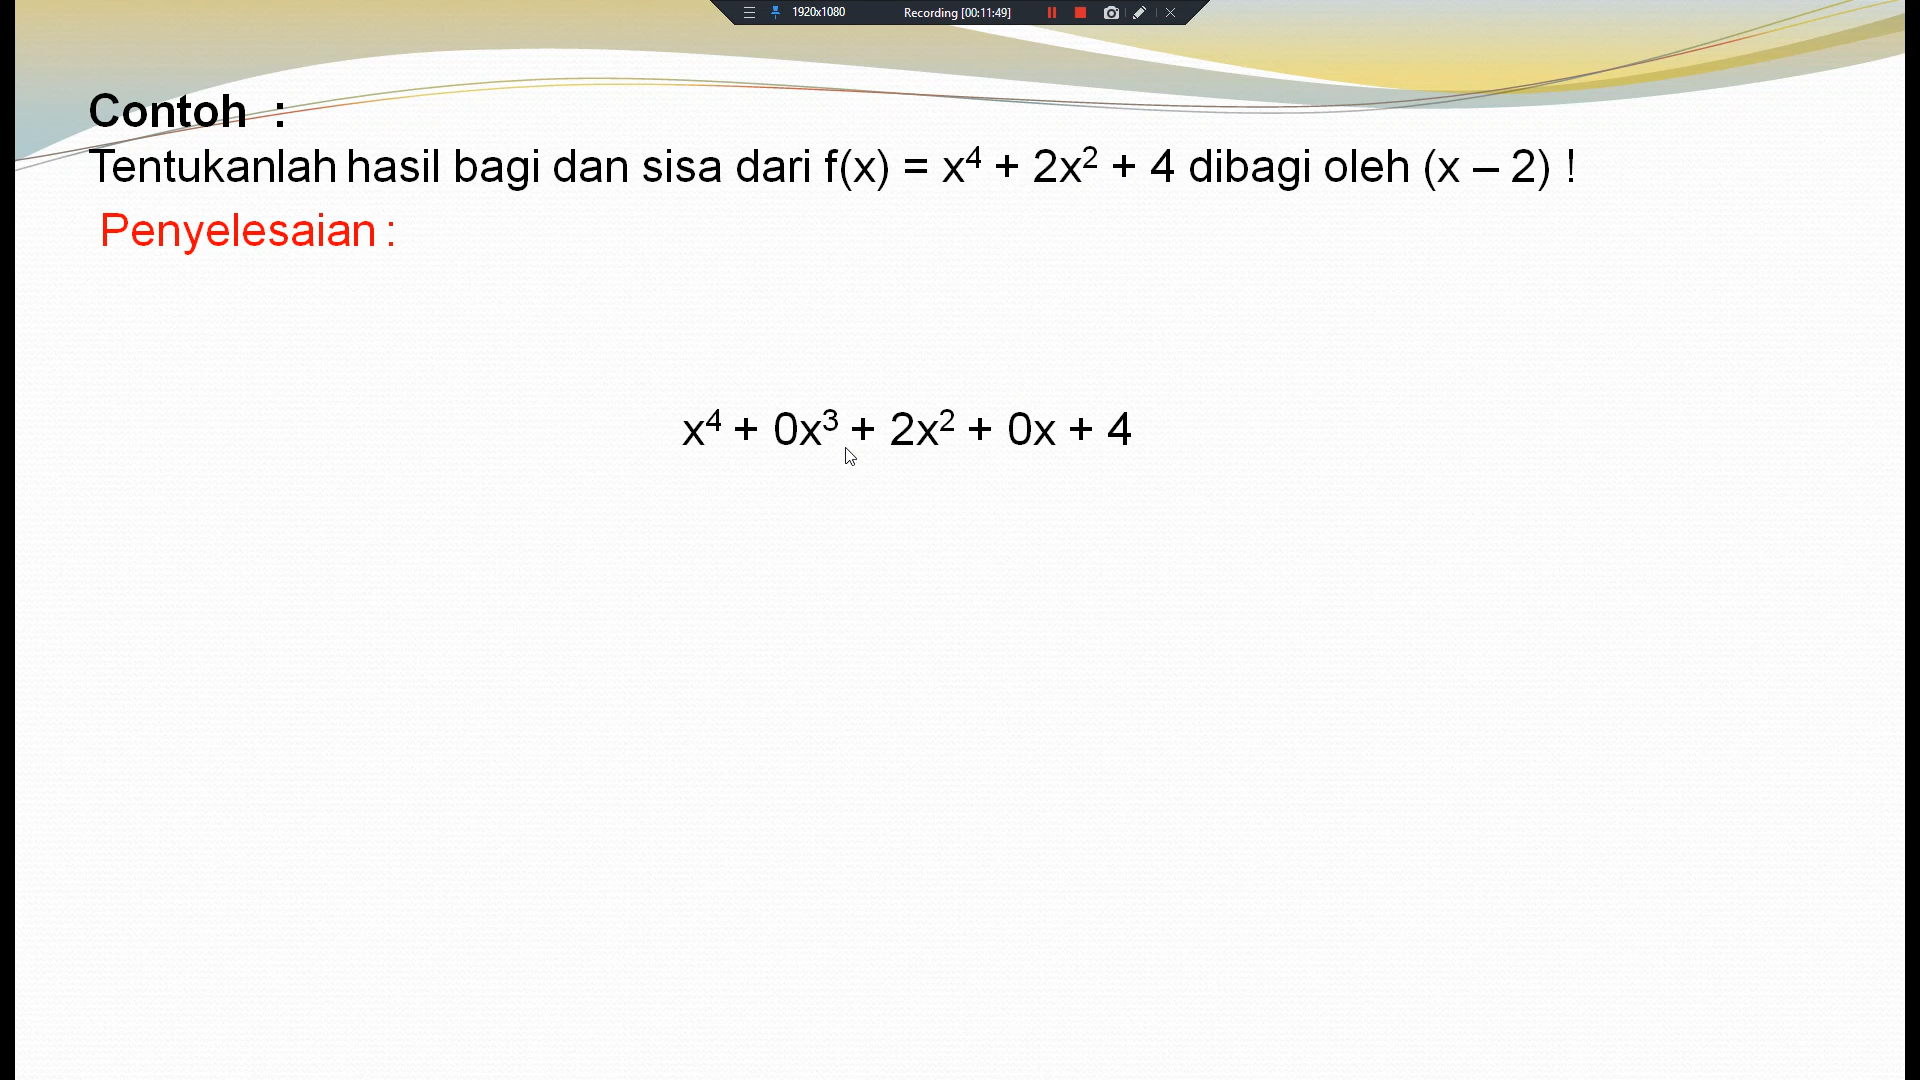 1920x1080 Recording [00:11:49]
Contoh :
Tentukanlah hasil bagi dan sisa dari f(x) = x⁴ + 2x² + 4 dibagi oleh (x – 2) !
Penyelesaian :
x⁴ + 0x³ + 2x² + 0x + 4